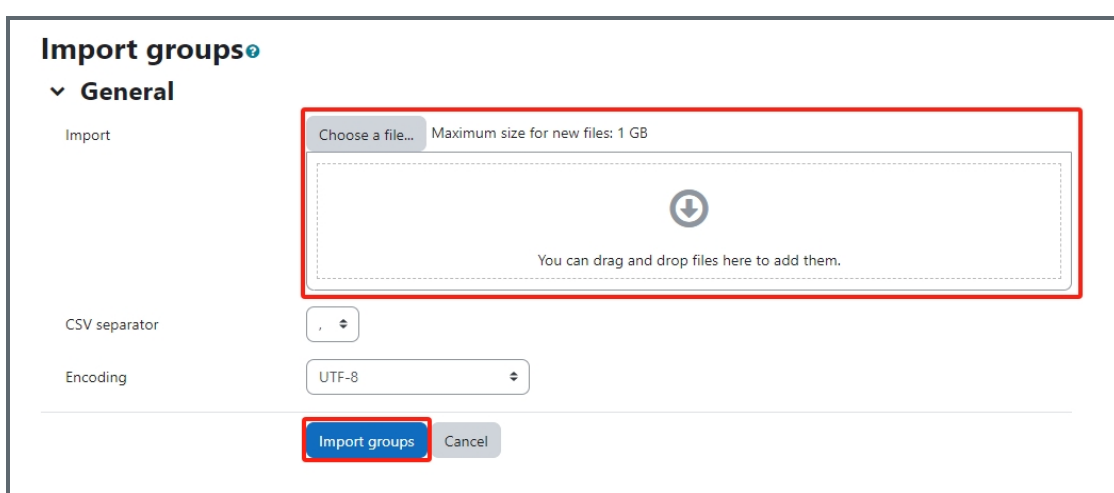 Import groups
General
Import
Choose a file... Maximum size for new files: 1 GB
You can drag and drop files here to add them.
CSV separator
,
Encoding
UTF-8
Import groups Cancel